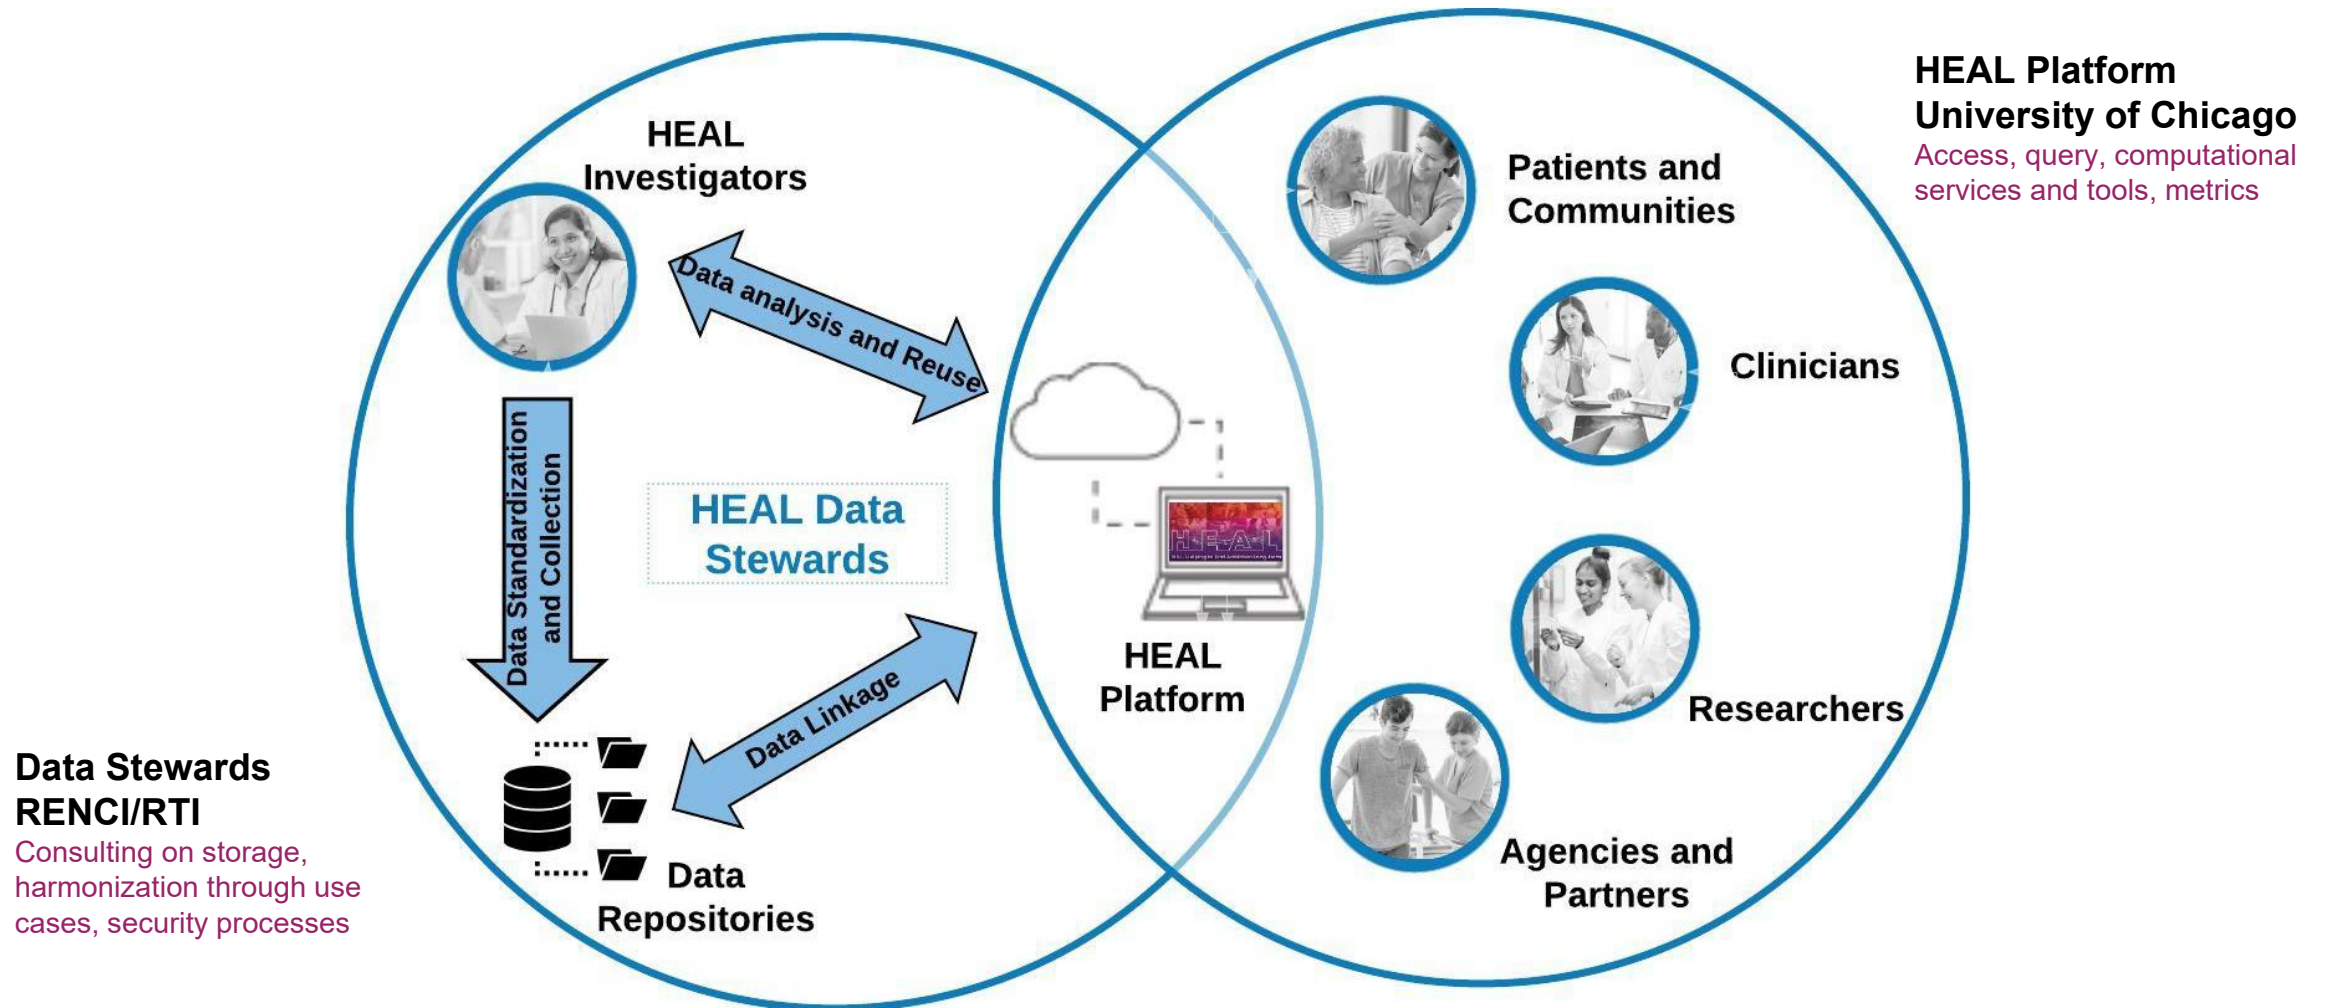 HEAL Platform
University of Chicago
Access, query, computational
services and tools, metrics
HEAL
Investigators
Data analysis and Reuse
Data Standardization
and Collection
HEAL Data
Stewards
Data Linkage
Data
Repositories
HEAL
HEAL
Platform
Patients and
Communities
Clinicians
Researchers
Agencies and
Partners
Data Stewards
RENCI/RTI
Consulting on storage,
harmonization through use
cases, security processes